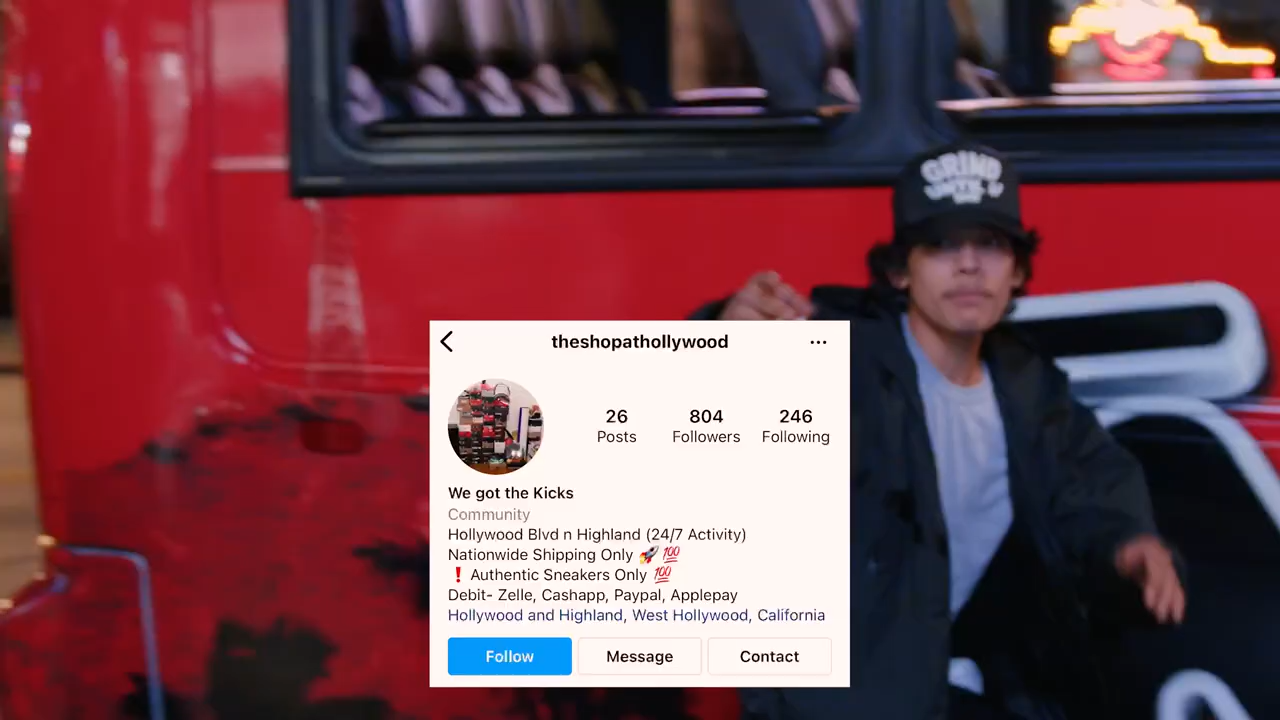 GRIND
theshopathollywood
26
804
246
Posts
Followers
Following
We got the Kicks
Community
Hollywood Blvd n Highland (24/7 Activity)
Nationwide Shipping Only 🚀💯
❗ Authentic Sneakers Only 💯
Debit- Zelle, Cashapp, Paypal, Applepay
Hollywood and Highland, West Hollywood, California
Follow
Message
Contact